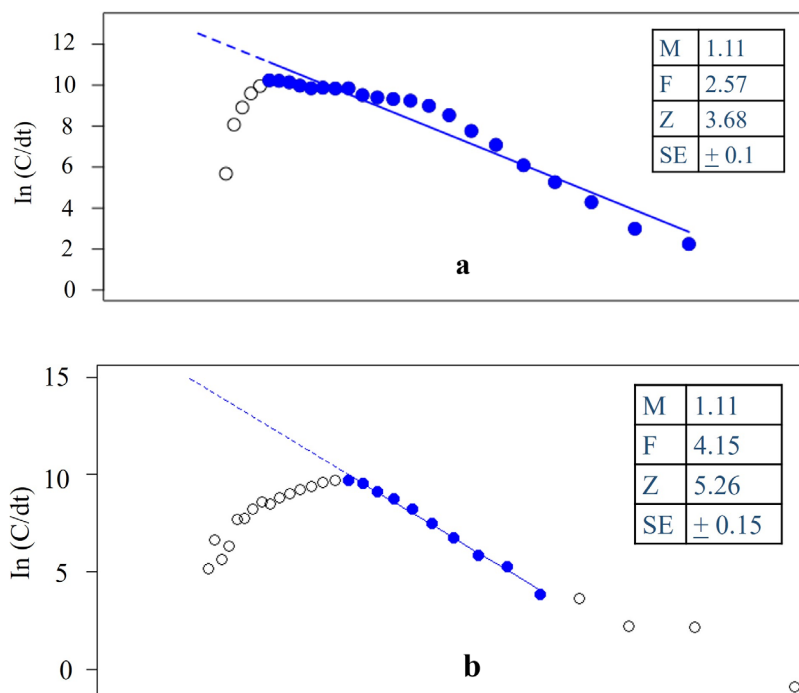 12
10
8
6
4
2
0
ln (C/dt)
M 1.11
F 2.57
Z 3.68
SE ± 0.1
a
15
10
5
0
ln (C/dt)
M 1.11
F 4.15
Z 5.26
SE ± 0.15
b